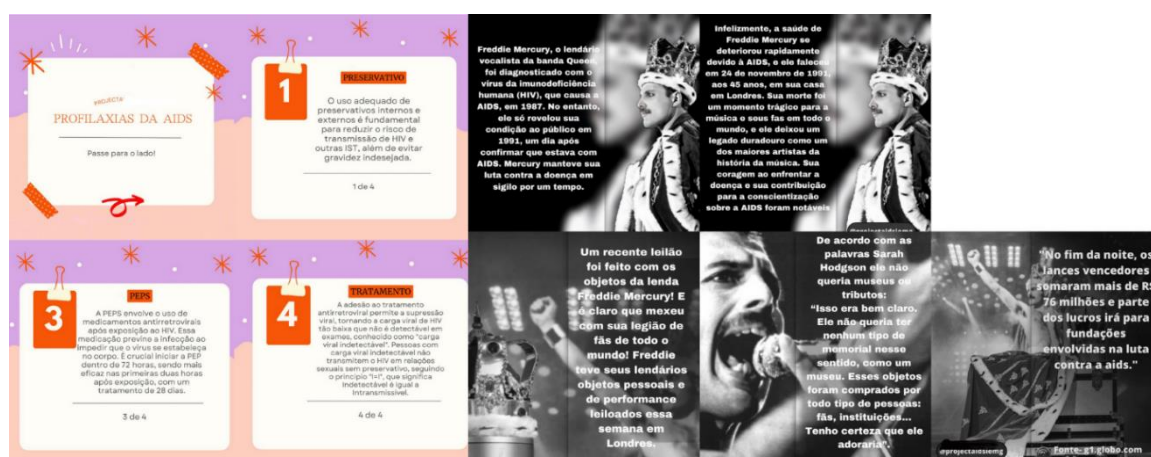 PROJECTA'
PROFILAXIAS DA AIDS
Passe para o lado!
1
PRESERVATIVO
O uso adequado de
preservativos internos e
externos é fundamental
para reduzir o risco de
transmissão de HIV e
outras IST, além de evitar
gravidez indesejada.
1 de 4
Freddie Mercury, o lendário
vocalista da banda Queen,
foi diagnosticado com o
vírus da imunodeficiência
humana (HIV), que causa a
AIDS, em 1987. No entanto,
ele só revelou sua
condição ao público em
1991, um dia após
confirmar que estava com
AIDS. Mercury manteve sua
luta contra a doença em
sigilo por um tempo.
Infelizmente, a saúde de
Freddie Mercury se
deteriorou rapidamente
devido à AIDS, e ele faleceu
em 24 de novembro de 1991,
aos 45 anos, em sua casa
em Londres. Sua morte foi
um momento trágico para a
música e seus fãs em todo o
mundo, e ele deixou um
legado duradouro como um
dos maiores artistas da
história da música. Sua
coragem ao enfrentar a
doença e sua contribuição
para a conscientização
sobre a AIDS foram notáveis
@projectaidsiemg
3
PEPS
A PEPS envolve o uso de
medicamentos antirretrovirais
após exposição ao HIV. Essa
medicação previne a infecção ao
impedir que o vírus se estabeleça
no corpo. É crucial iniciar a PEP
dentro de 72 horas, sendo mais
eficaz nas primeiras duas horas
após exposição, com um
tratamento de 28 dias.
3 de 4
4
TRATAMENTO
A adesão ao tratamento
antirretroviral permite a supressão
viral, tornando a carga viral de HIV
tão baixa que não é detectável em
exames, conhecido como "carga
viral indetectável". Pessoas com
carga viral indetectável não
transmitem o HIV em relações
sexuais sem preservativo, seguindo
o princípio "I=I", que significa
Indetectável é igual a
Intransmissível.
4 de 4
Um recente leilão
foi feito com os
objetos da lenda
Freddie Mercury! E
é claro que mexeu
com sua legião de
fãs de todo o
mundo! Freddie
teve seus lendários
objetos pessoais e
de performance
leiloados essa
semana em
Londres.
De acordo com as
palavras Sarah
Hodgson ele não
queria museus ou
tributos:
"Isso era bem claro.
Ele não queria ter
nenhum tipo de
memorial nesse
sentido, como um
museu. Esses objetos
foram comprados por
todo tipo de pessoas:
fãs, instituições...
Tenho certeza que ele
adoraria".
"No fim da noite, os
lances vencedores
somaram mais de R$
76 milhões e parte
dos lucros irá para
fundações
envolvidas na luta
contra a aids."
@projectaidsiemg
Fonte- g1.globo.com